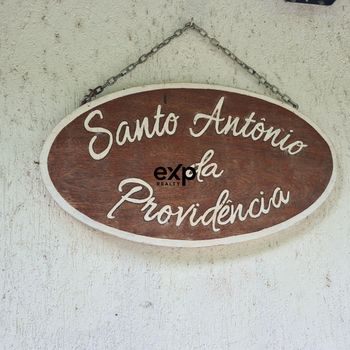 Santo Antônio
da
Providência
exp
REALTY